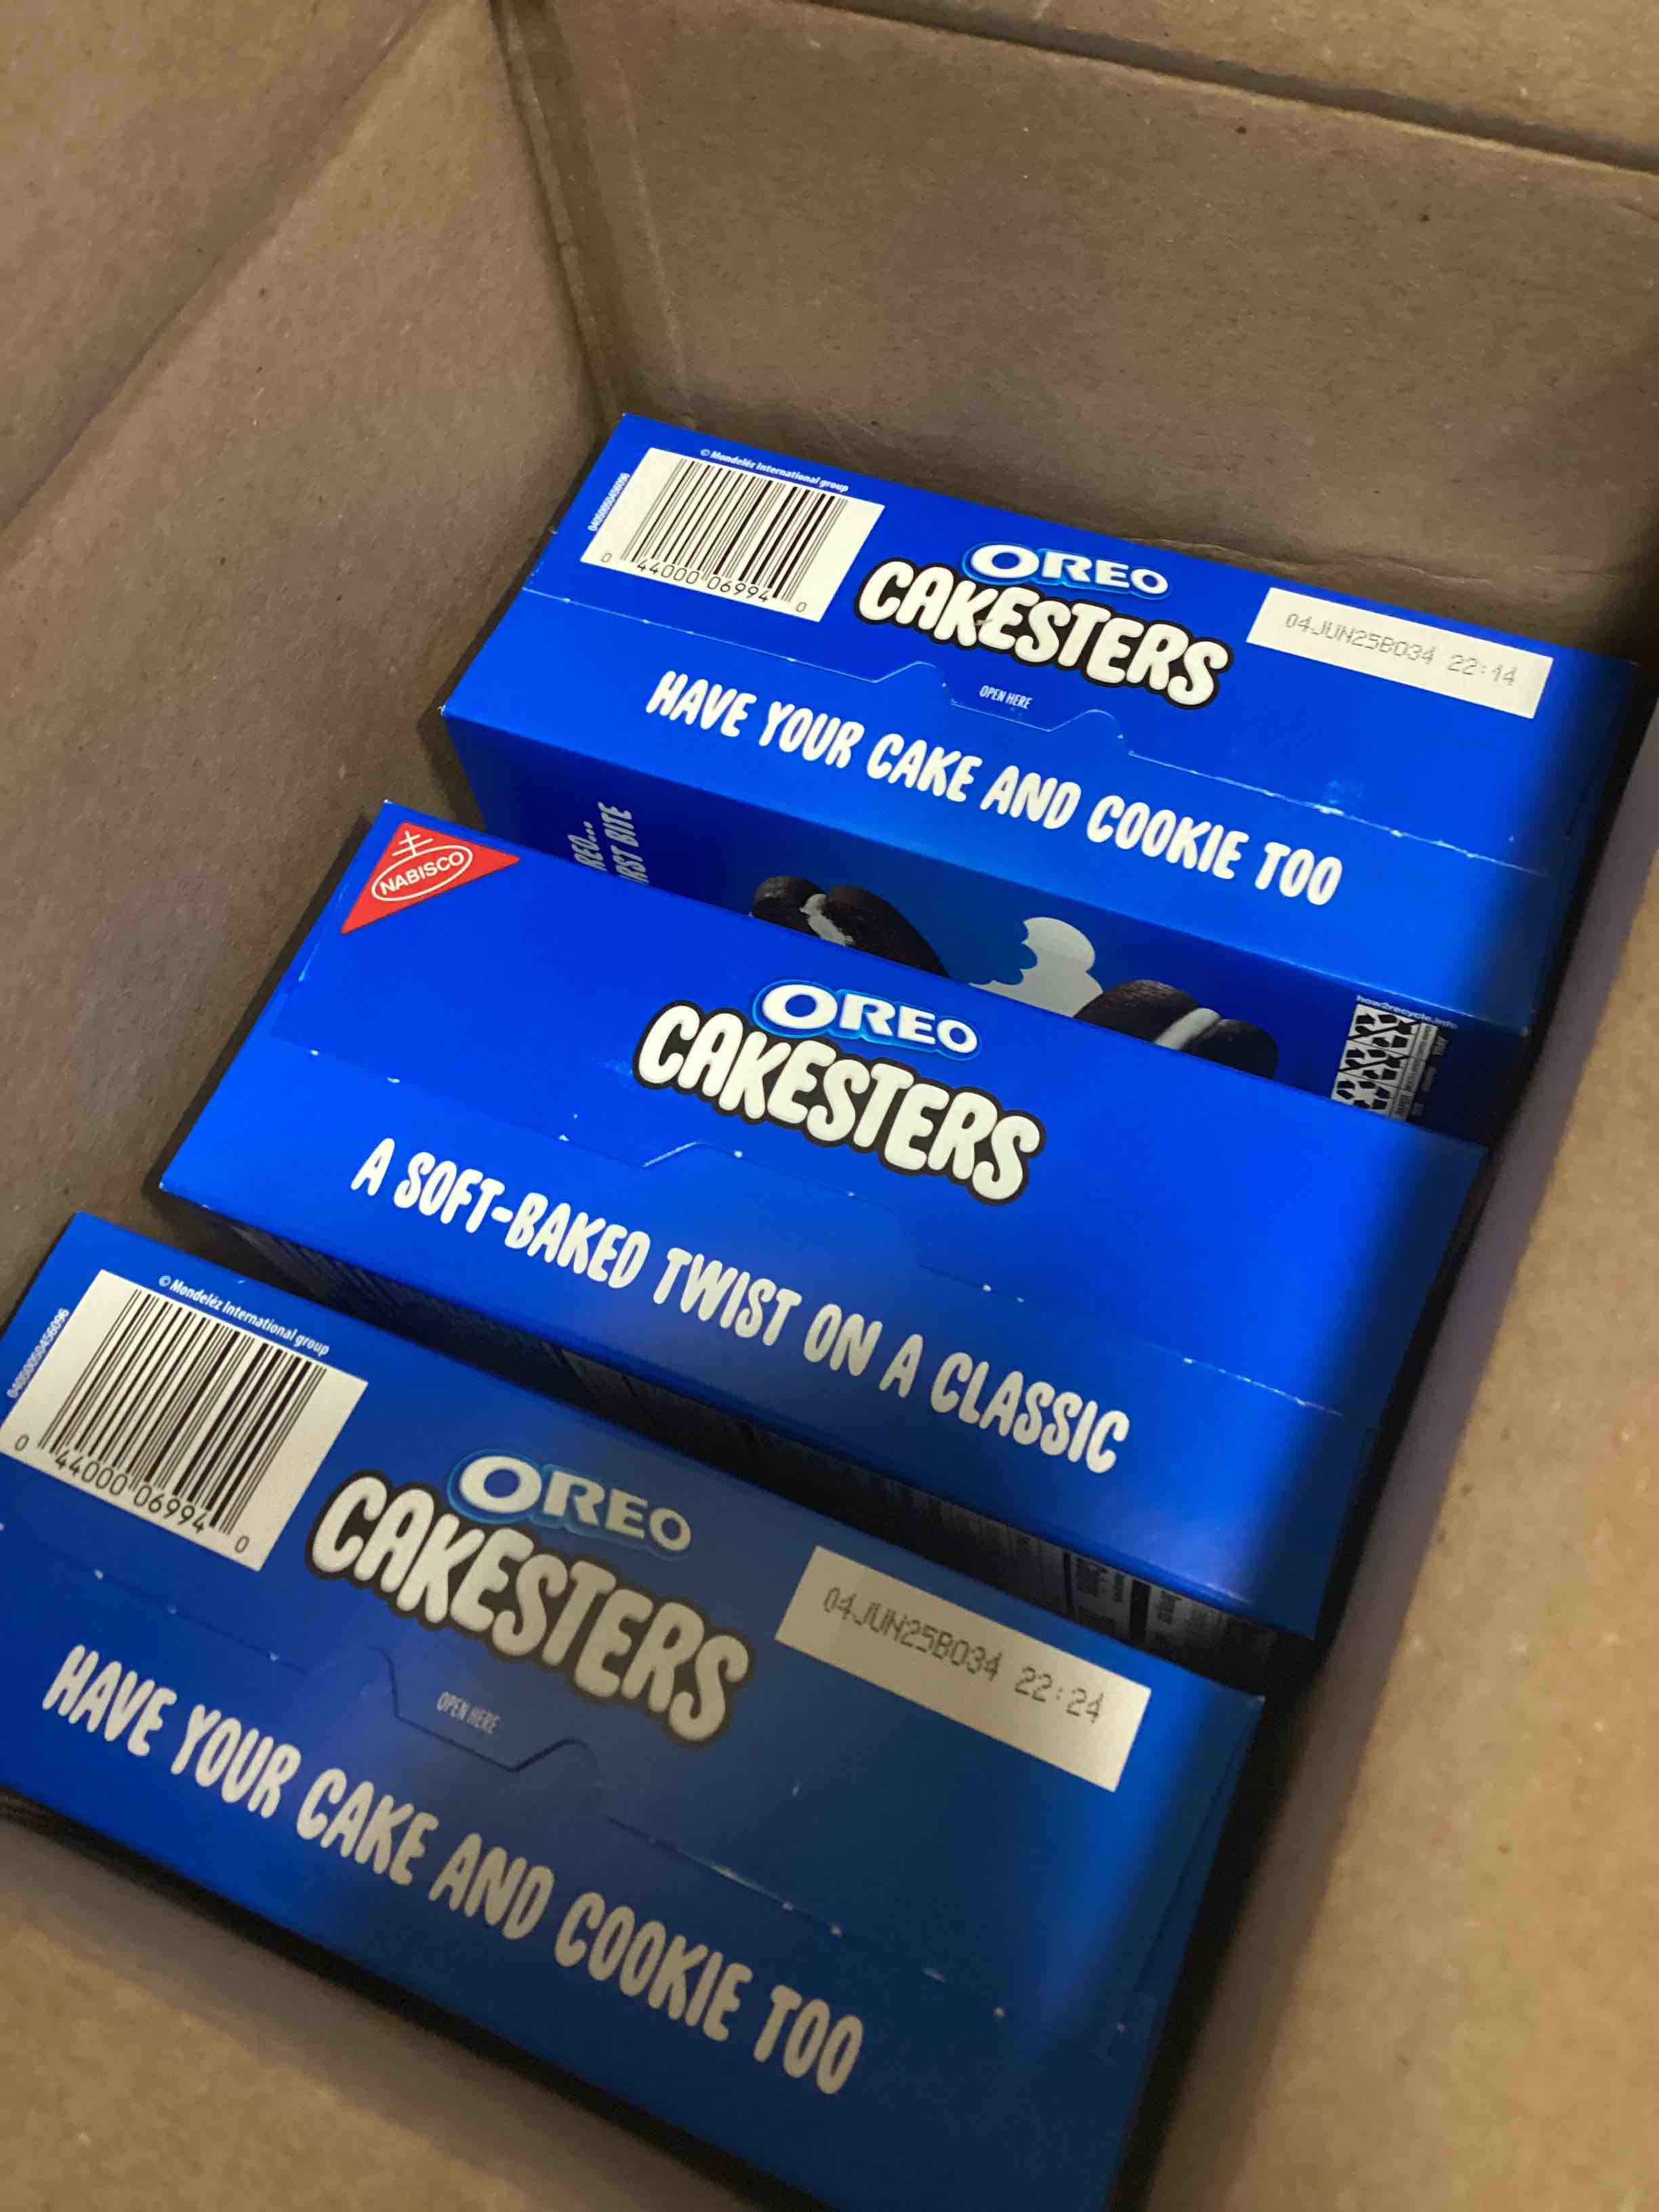 © Mondelēz International group
0 44000 06994 0
OREO
CAKESTERS
04JUN25B034 22:14
OPEN HERE
HAVE YOUR CAKE AND COOKIE TOO
how2recycle.info
NABISCO
OREO
CAKESTERS
A SOFT-BAKED TWIST ON A CLASSIC
© Mondelēz International group
0 44000 06994 0
OREO
CAKESTERS
04JUN25B034 22:24
OPEN HERE
HAVE YOUR CAKE AND COOKIE TOO